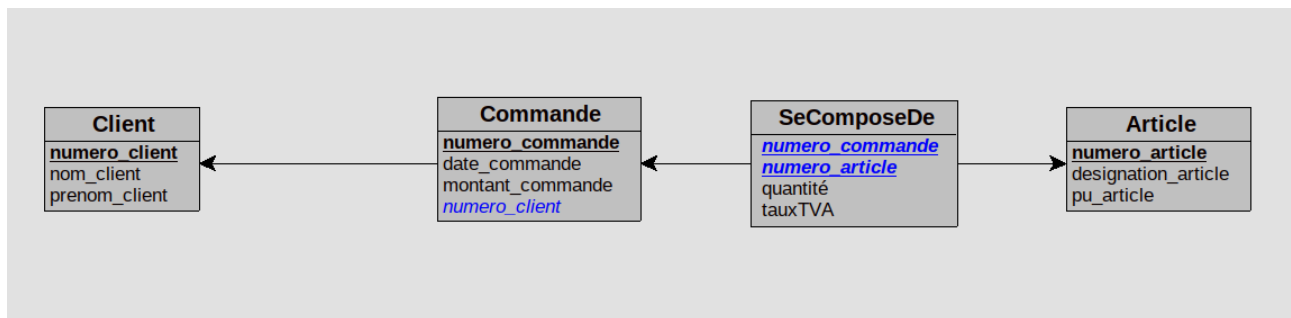 Client
numero_client
nom_client
prenom_client
Commande
numero_commande
date_commande
montant_commande
numero_client
SeComposeDe
numero_commande
numero_article
quantité
tauxTVA
Article
numero_article
designation_article
pu_article